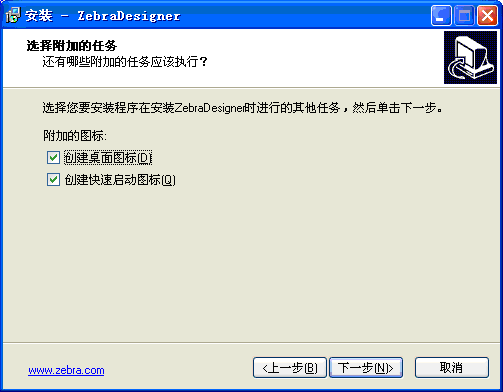 安装 - ZebraDesigner
选择附加的任务
还有哪些附加的任务应该执行？
选择您要安装程序在安装ZebraDesigner时进行的其他任务，然后单击下一步。
附加的图标:
创建桌面图标(D)
创建快速启动图标(Q)
www.zebra.com
<上一步(B)
下一步(N)>
取消